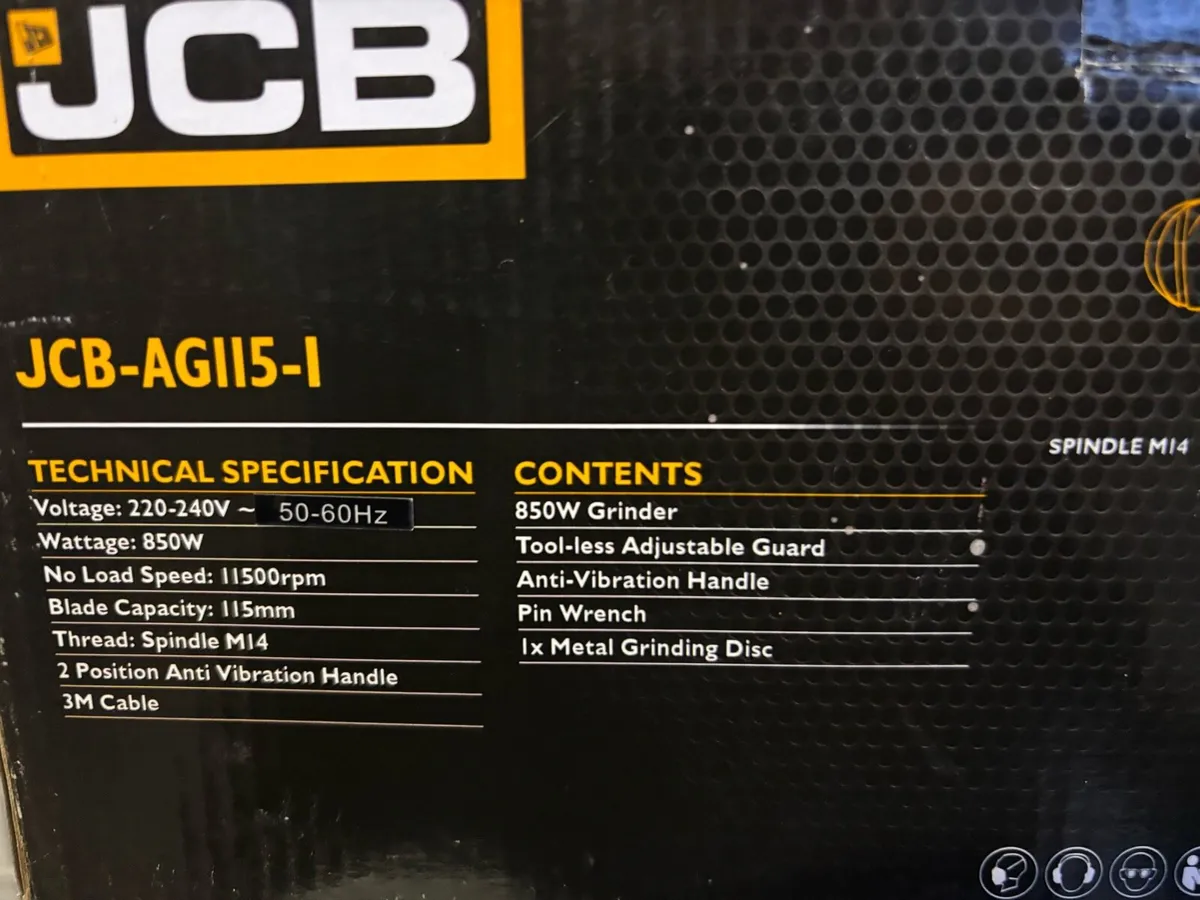 JCB
JCB
JCB-AG115-1
SPINDLE M14
TECHNICAL SPECIFICATION
Voltage: 220-240V ~ 50-60Hz
Wattage: 850W
No Load Speed: 11500rpm
Blade Capacity: 115mm
Thread: Spindle M14
2 Position Anti Vibration Handle
3M Cable
CONTENTS
850W Grinder
Tool-less Adjustable Guard
Anti-Vibration Handle
Pin Wrench
1x Metal Grinding Disc